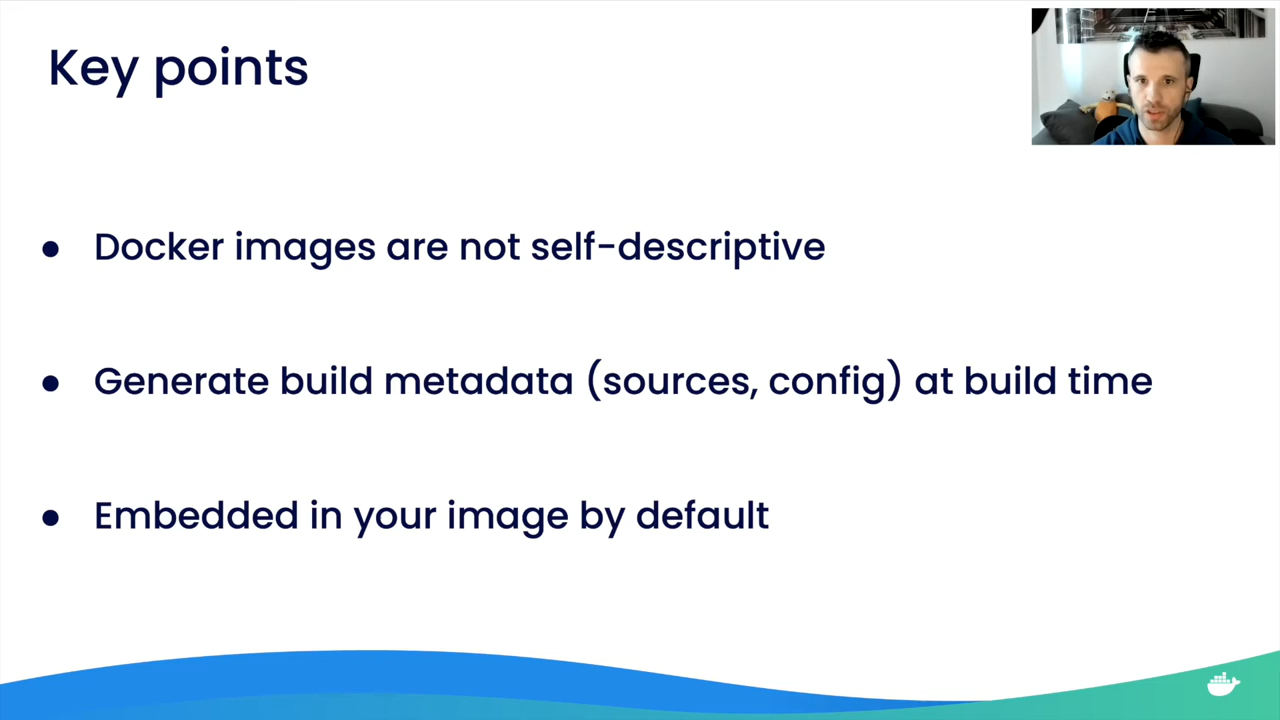 Key points
● Docker images are not self-descriptive
● Generate build metadata (sources, config) at build time
● Embedded in your image by default